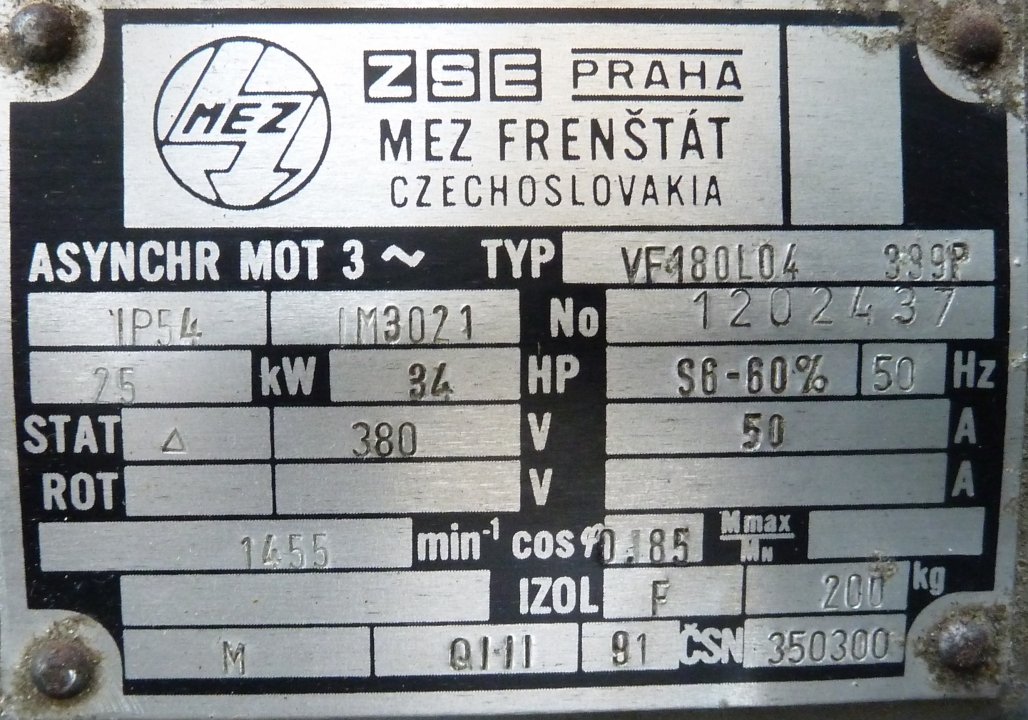 MEZ
ZSE PRAHA
MEZ FRENŠTÁT
CZECHOSLOVAKIA
ASYNCHR MOT 3 ~ TYP VF180L04 399P
IP54 IM3021 No 1202437
25 kW 34 HP S6-60% 50 Hz
STAT △ 380 V 50 A
ROT V A
1455 min⁻¹ cos φ 0.85 Mmax/Mn
IZOL F 200 kg
M 91 ČSN 350300